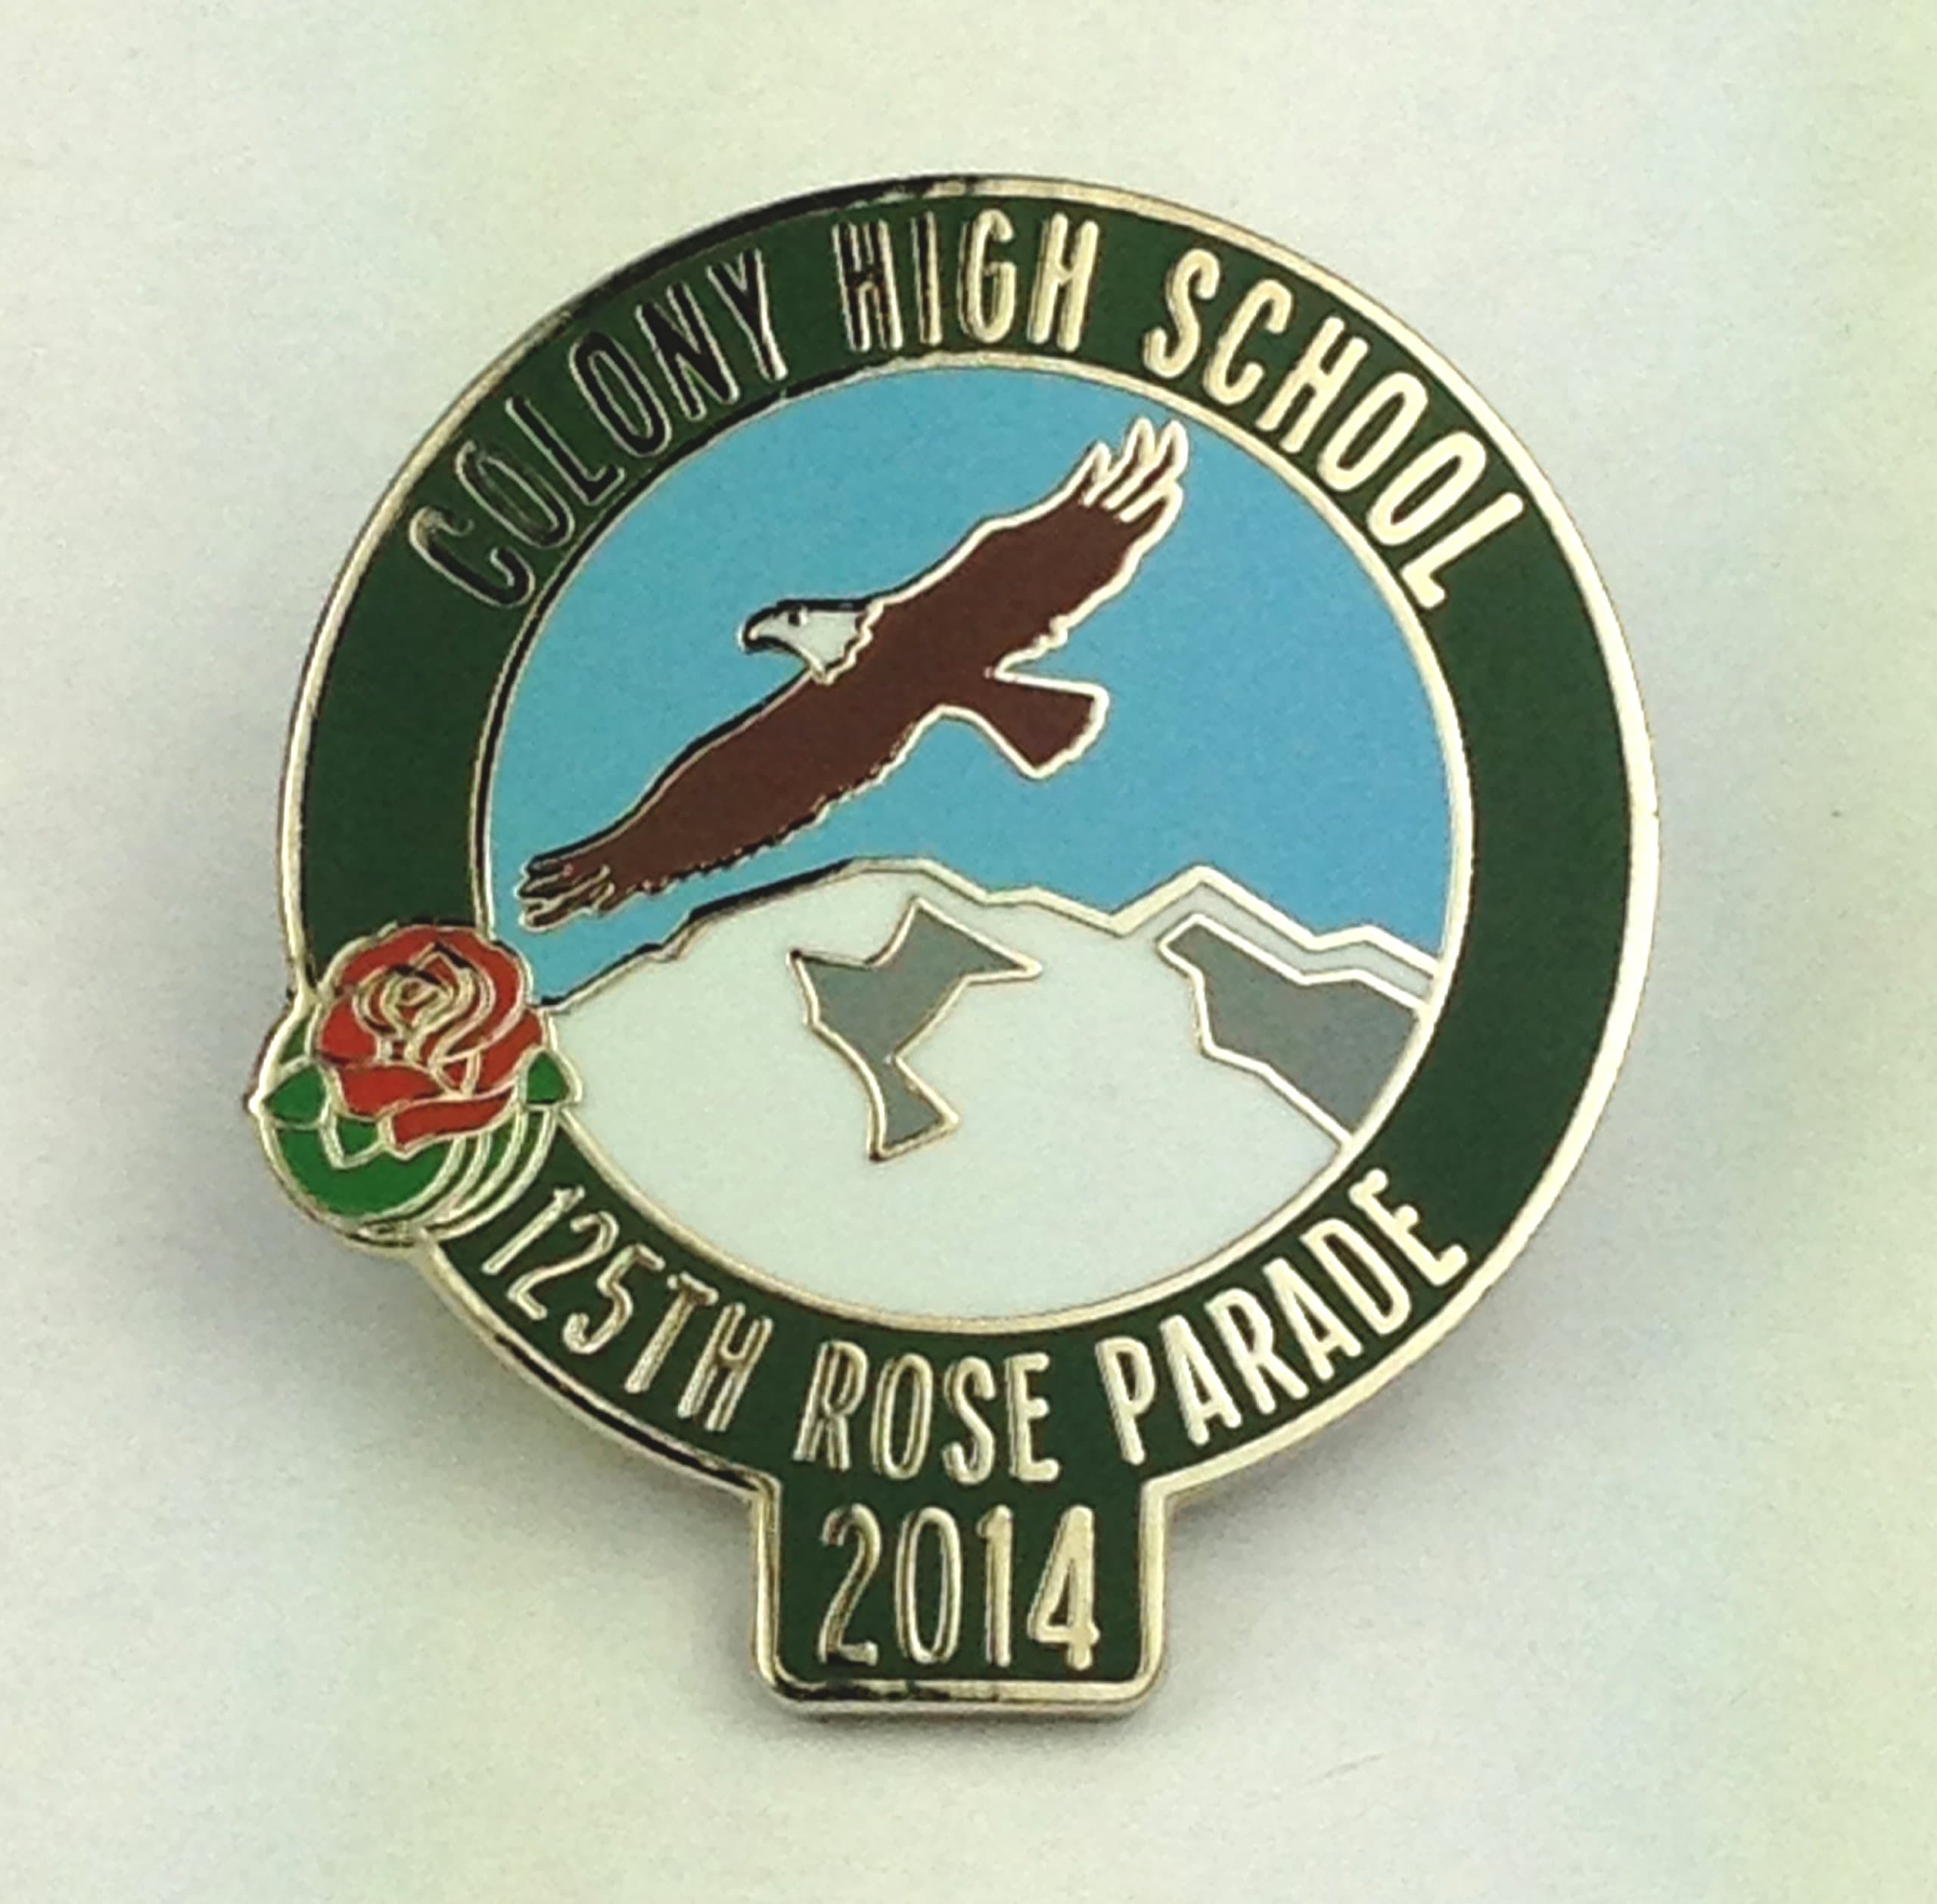 COLONY HIGH SCHOOL
125TH ROSE PARADE
2014